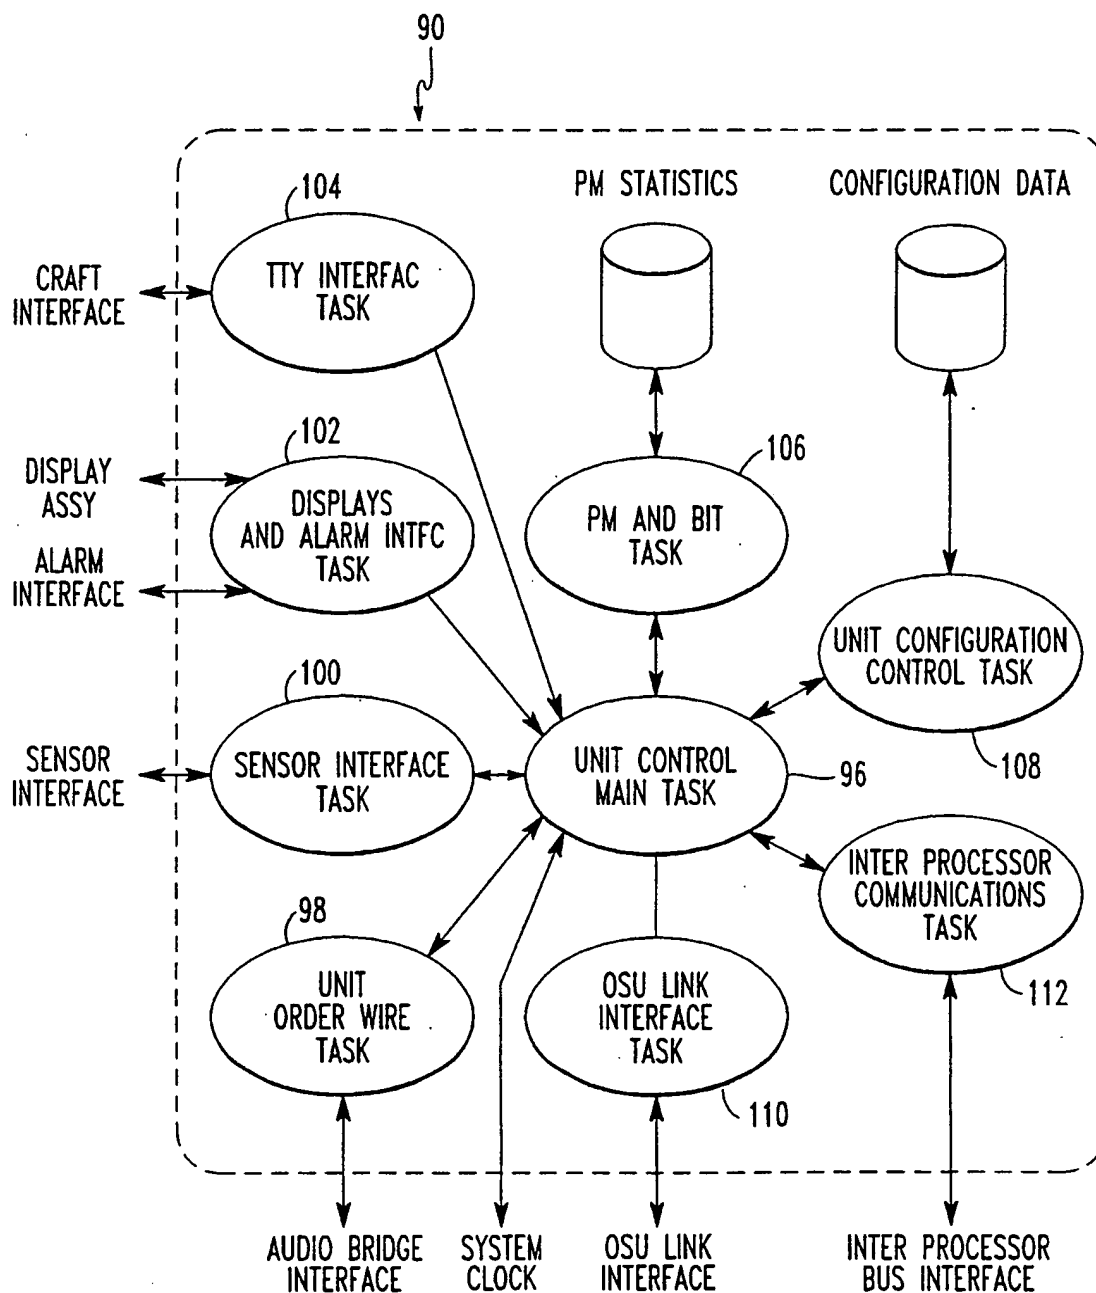 90
104
PM STATISTICS
CONFIGURATION DATA
CRAFT
INTERFACE
TTY INTERFAC
TASK
102
106
DISPLAY
ASSY
DISPLAYS
AND ALARM INTFC
TASK
PM AND BIT
TASK
ALARM
INTERFACE
UNIT CONFIGURATION
CONTROL TASK
100
108
SENSOR
INTERFACE
SENSOR INTERFACE
TASK
UNIT CONTROL
MAIN TASK
96
INTER PROCESSOR
COMMUNICATIONS
TASK
98
112
UNIT
ORDER WIRE
TASK
OSU LINK
INTERFACE
TASK
110
AUDIO BRIDGE
INTERFACE
SYSTEM
CLOCK
OSU LINK
INTERFACE
INTER PROCESSOR
BUS INTERFACE